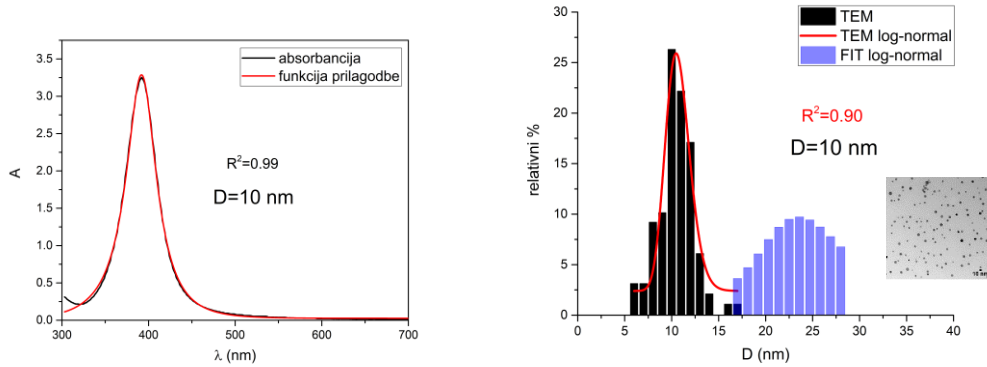 absorbancija
funkcija prilagodbe
R²=0.99
D=10 nm
A
3.5
3.0
2.5
2.0
1.5
1.0
0.5
0.0
300 400 500 600 700
λ (nm)
TEM
TEM log-normal
FIT log-normal
R²=0.90
D=10 nm
relativni %
30
25
20
15
10
5
0
0 5 10 15 20 25 30 35 40
D (nm)
10 nm